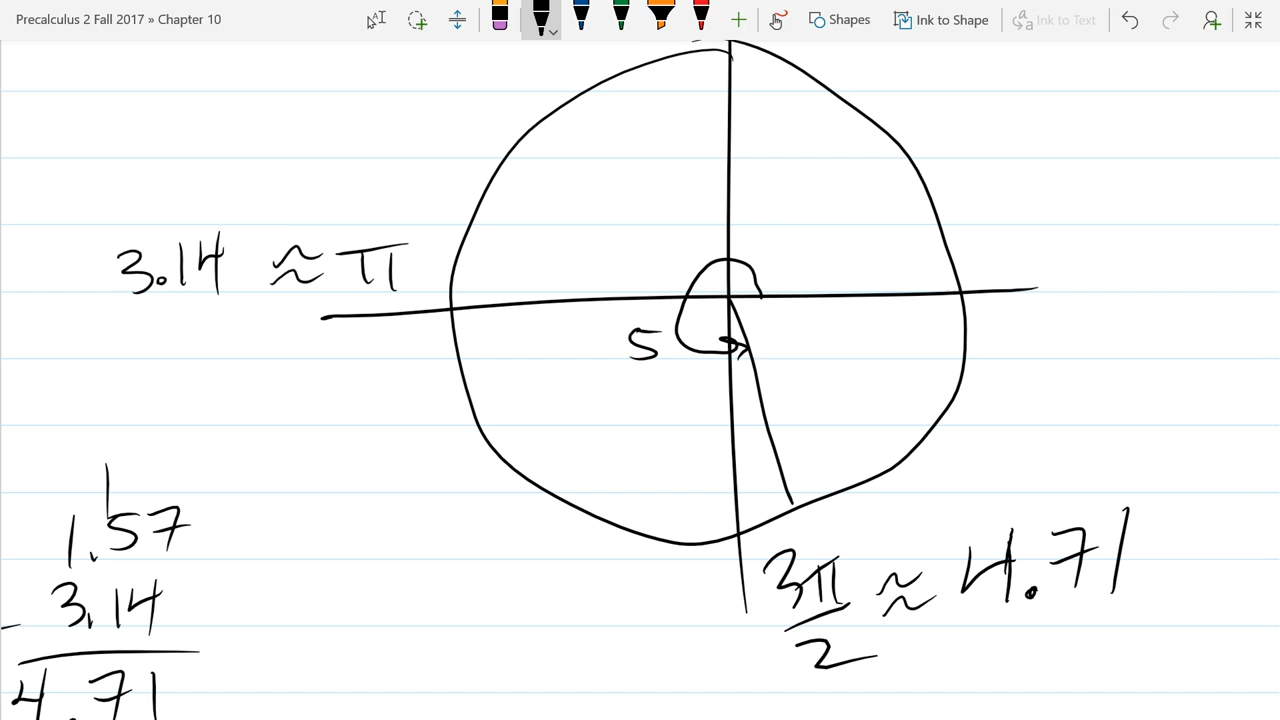 Precalculus 2 Fall 2017 » Chapter 10
Shapes
Ink to Shape
Ink to Text
3.14 ≈ π
5
1
1.57
3.14
4.71
3π/2 ≈ 4.71